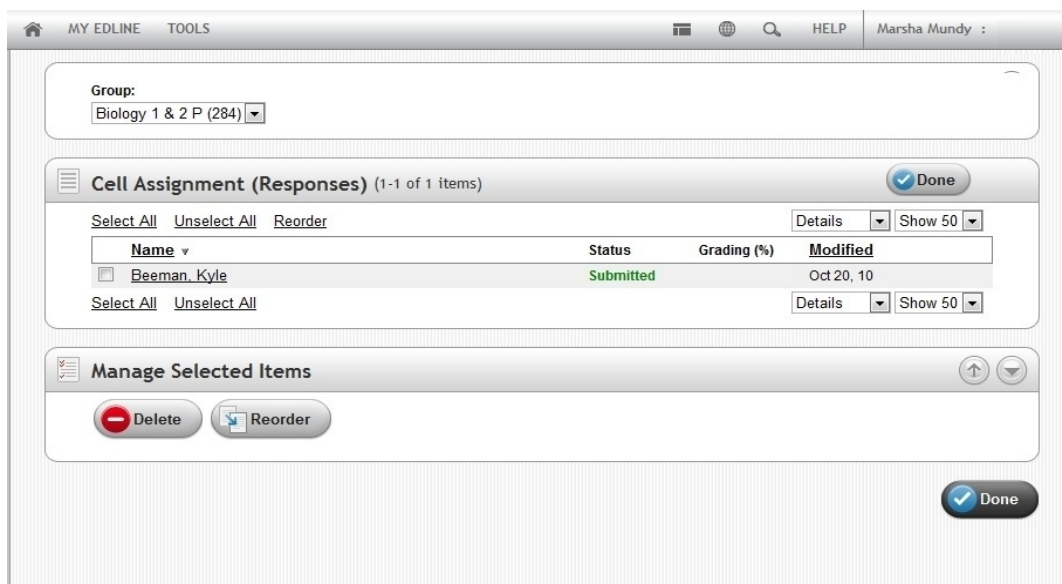 MY EDLINE TOOLS HELP Marsha Mundy :
Group:
Biology 1 & 2 P (284)
Cell Assignment (Responses) (1-1 of 1 items) Done
Select All Unselect All Reorder Details Show 50
Name Status Grading (%) Modified
Beeman, Kyle Submitted Oct 20, 10
Select All Unselect All Details Show 50
Manage Selected Items
Delete Reorder
Done